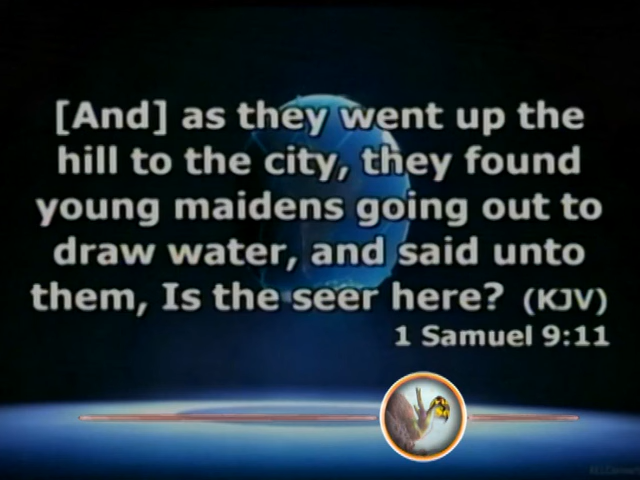 [And] as they went up the
hill to the city, they found
young maidens going out to
draw water, and said unto
them, Is the seer here? (KJV)
1 Samuel 9:11